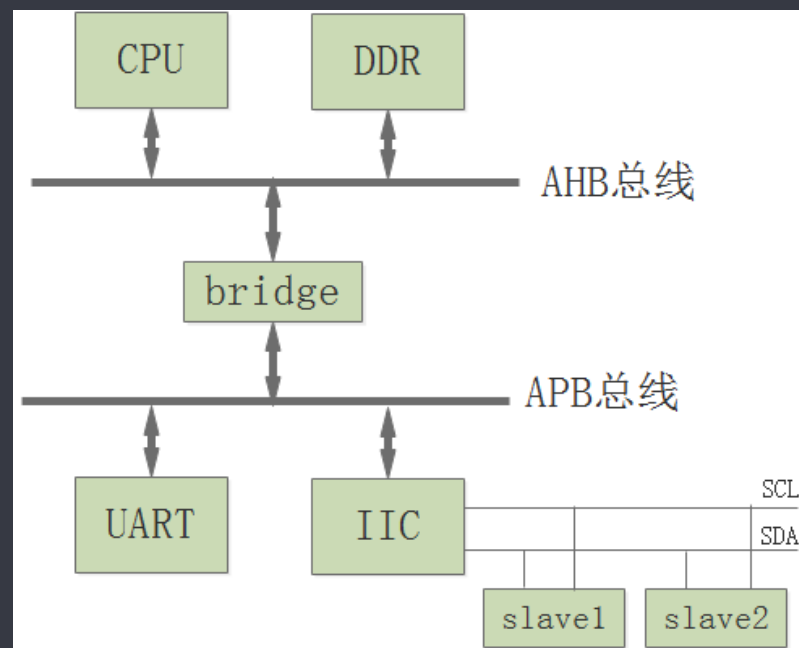 CPU
DDR
AHB总线
bridge
APB总线
UART
IIC
SCL
SDA
slave1
slave2